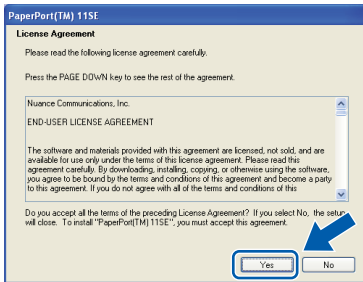 PaperPort(TM) 11SE
License Agreement
Please read the following license agreement carefully.
Press the PAGE DOWN key to see the rest of the agreement.
Nuance Communications, Inc.
END-USER LICENSE AGREEMENT
The software and materials provided with this agreement are licensed, not sold, and are
available for use only under the terms of this license agreement. Please read this
agreement carefully. By downloading, installing, copying, or otherwise using the software,
you agree to be bound by the terms and conditions of this agreement and become a party
to this agreement. If you do not agree with all of the terms and conditions of this
Do you accept all the terms of the preceding License Agreement? If you select No, the setup
will close. To install "PaperPort(TM) 11SE", you must accept this agreement.
Yes
No